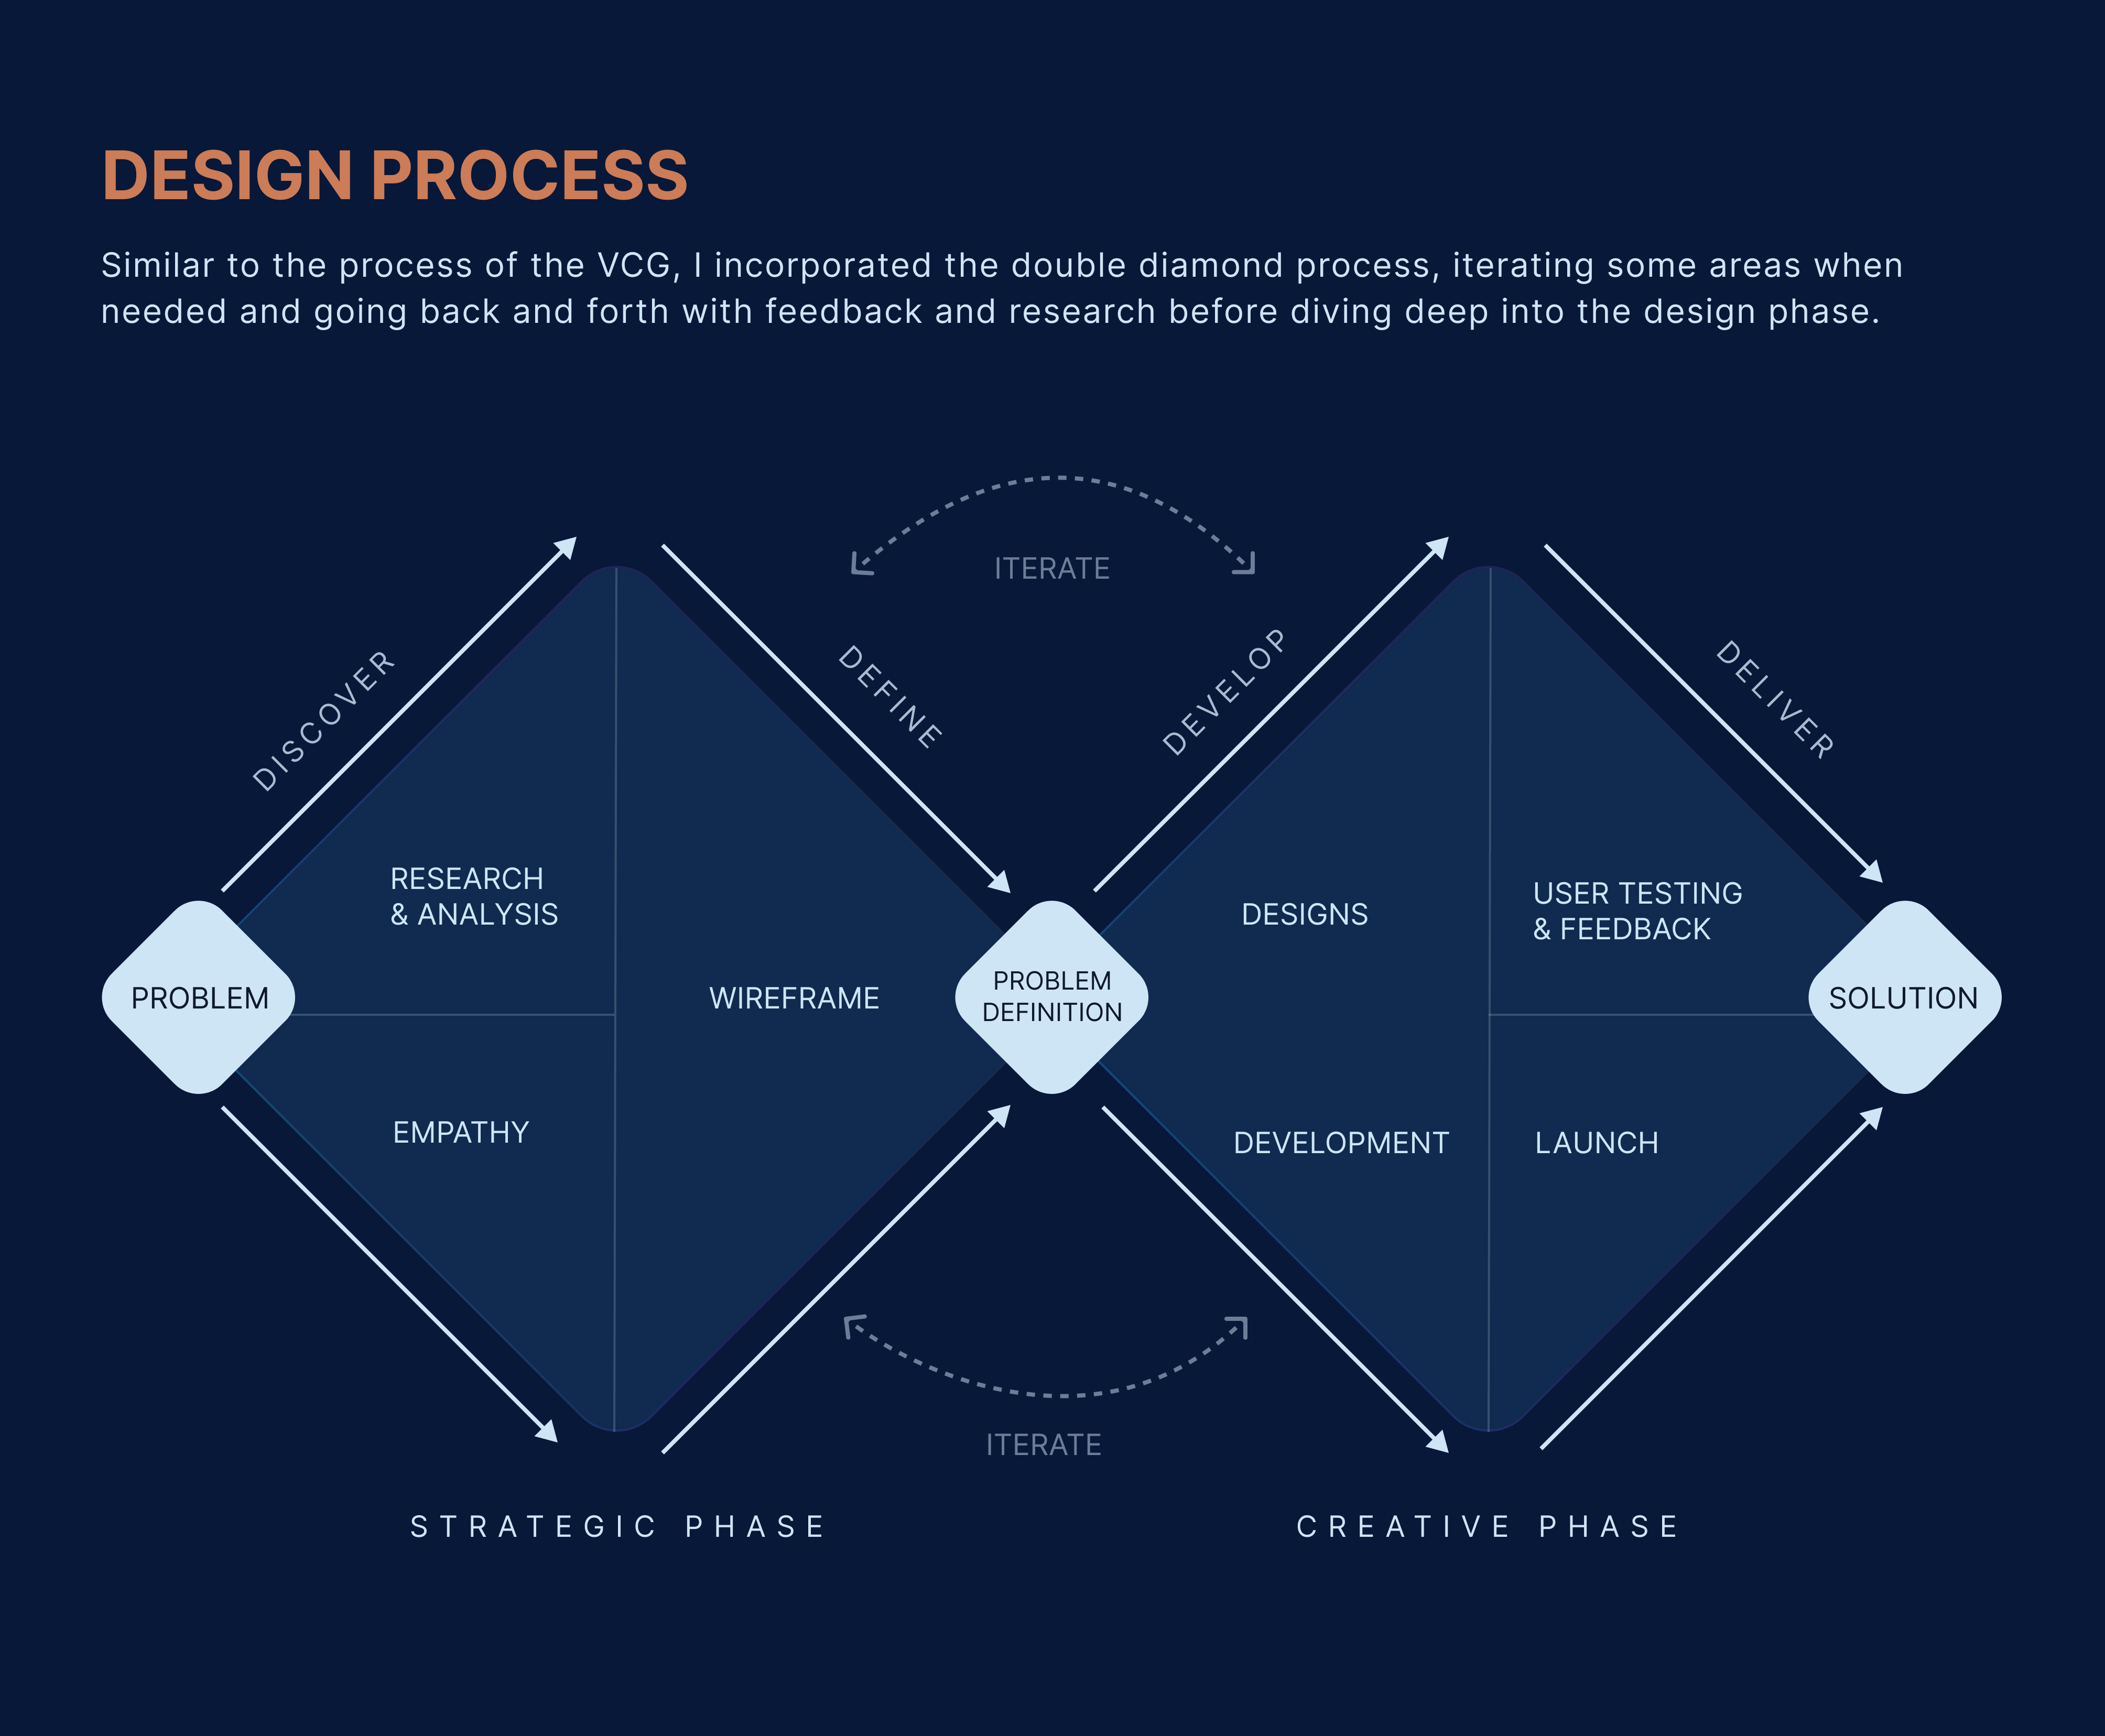 DESIGN PROCESS
Similar to the process of the VCG, I incorporated the double diamond process, iterating some areas when
needed and going back and forth with feedback and research before diving deep into the design phase.
ITERATE
DISCOVER
DEFINE
DEVELOP
DELIVER
RESEARCH
& ANALYSIS
DESIGNS
USER TESTING
& FEEDBACK
PROBLEM
WIREFRAME
PROBLEM
DEFINITION
SOLUTION
EMPATHY
DEVELOPMENT
LAUNCH
ITERATE
STRATEGIC PHASE
CREATIVE PHASE